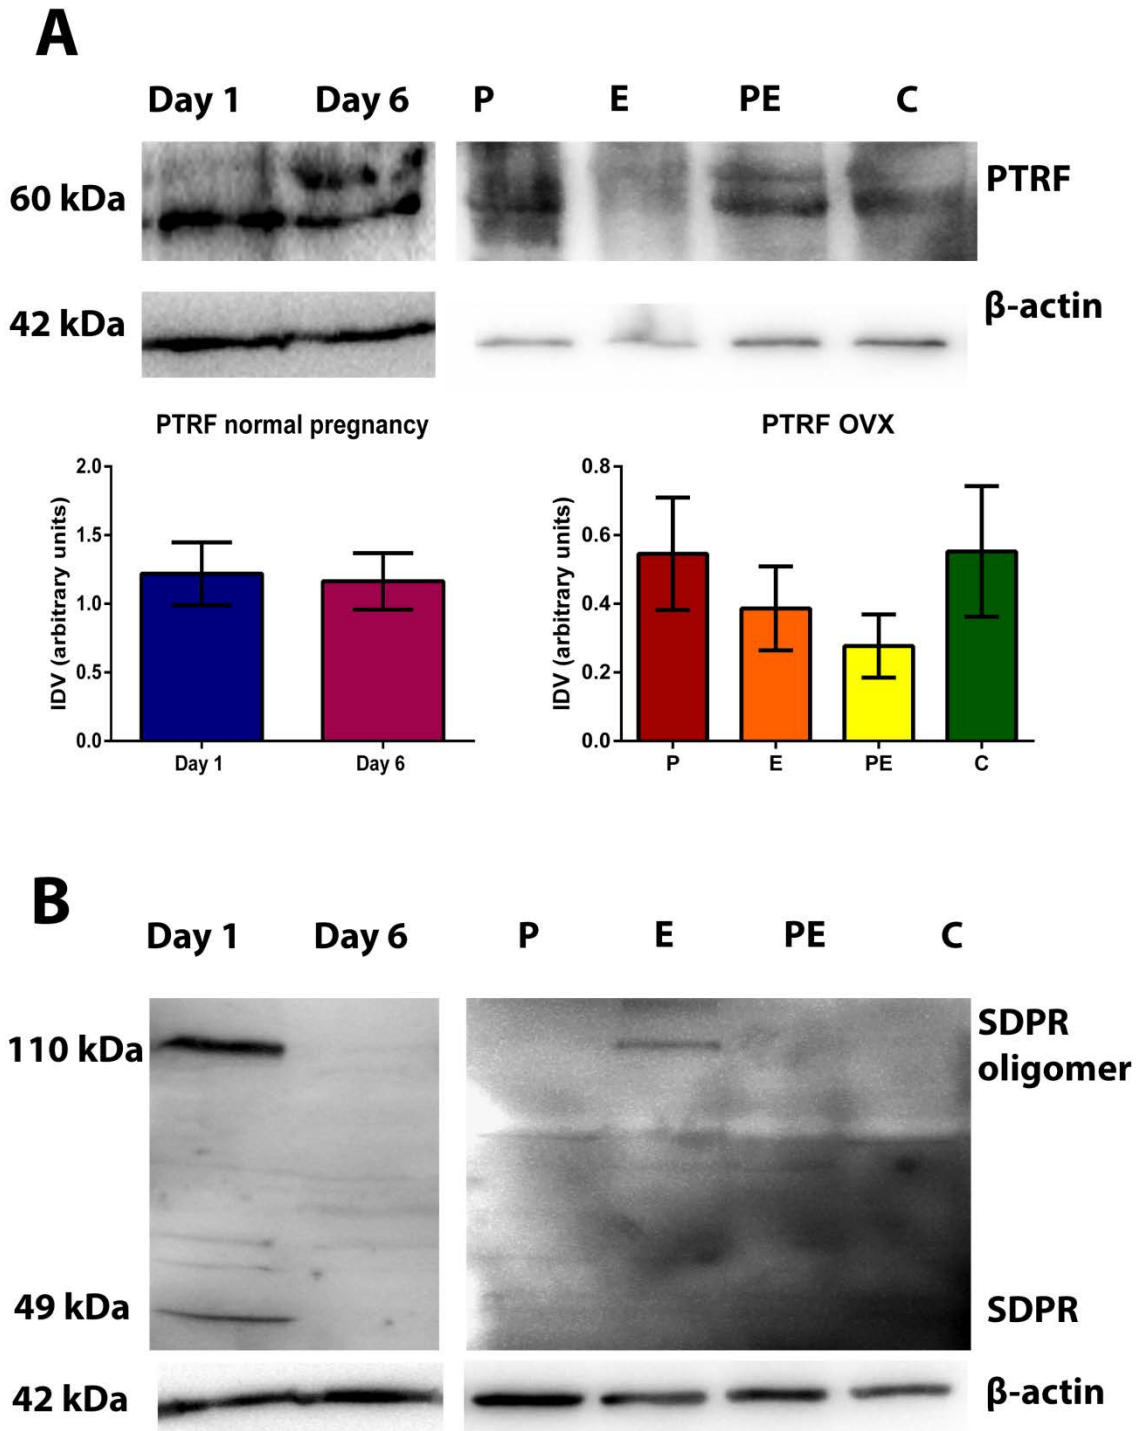 A
Day 1 Day 6 P E PE C
60 kDa PTRF
42 kDa β-actin
PTRF normal pregnancy PTRF OVX
IDV (arbitrary units)
2.0
1.5
1.0
0.5
0.0
Day 1 Day 6
IDV (arbitrary units)
0.8
0.6
0.4
0.2
0.0
P E PE C
B
Day 1 Day 6 P E PE C
110 kDa SDPR
oligomer
49 kDa SDPR
42 kDa β-actin